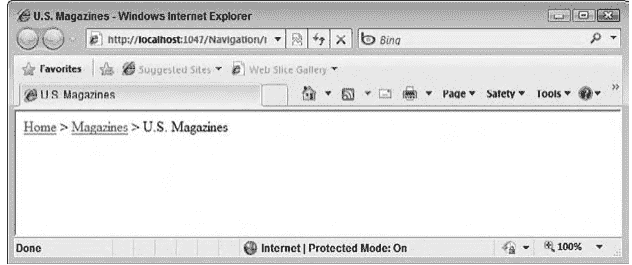 U.S. Magazines - Windows Internet Explorer
http://localhost:1047/Navigation/ Bing
Favorites Suggested Sites Web Slice Gallery
U.S. Magazines Page Safety Tools
Home > Magazines > U.S. Magazines
Done Internet | Protected Mode: On 100%